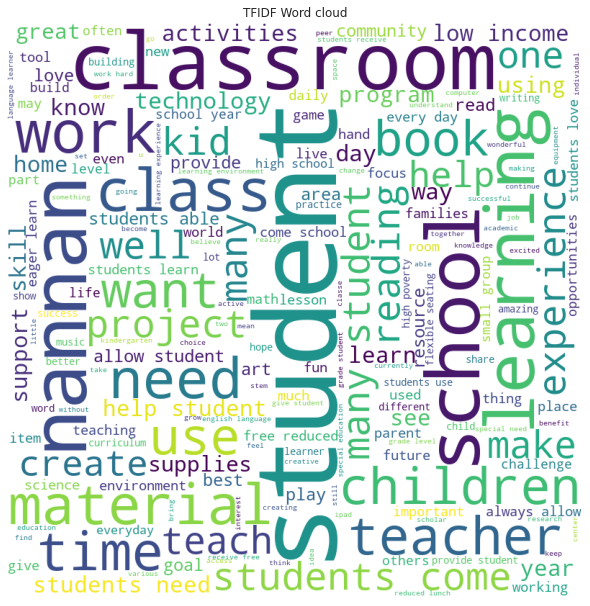 TFIDF Word cloud
great
often
activities
community
low income
tool
building
peer
go
students receive
new
love
work hard
classroom
one
build
know
technology
program
using
language learner
may
order
daily
space
computer
read
writing
individual
work
school year
game
understand
every day
kid
hand
book
wonderful
home
level
set
even
provide
high school
live
day
focus
help
equipment
making
students love
part
learning experience
learning environment
change
continue
class
area
practice
way
successful
something
going
students able
world
come school
families
job
skill
eager learn
become
believe
really
together
academic
well
many
lot
room
knowledge
excited
opportunities
students learn
student
many student
reading
school
learning
experience
show
life
want
active
math
lesson
classe
high poverty
flexible seating
resource
able
small group
amazing
support
little
success
two
mean
music
project
hope
currently
share
nannan
kindergarten
choice
better
allow student
art
fun
learn
grade student
take
stem
need
students use
thing
word
without
much
used
different
child
special need
place
benefit
help student
grow
english language
give student
see
item
teaching
use
feel
free reduced
parent
grade level
make
curriculum
learner
special education
future
challenge
create
supplies
creative
science
environment
best
play
still
children
material
interest
creating
ipad
important
always allow
education
everyday
bring
idea
scholar
research
center
find
time
teach
teacher
receive free
access
think
others
provide student
keep
give
goal
year
various
students need
students come
working
reduced lunch